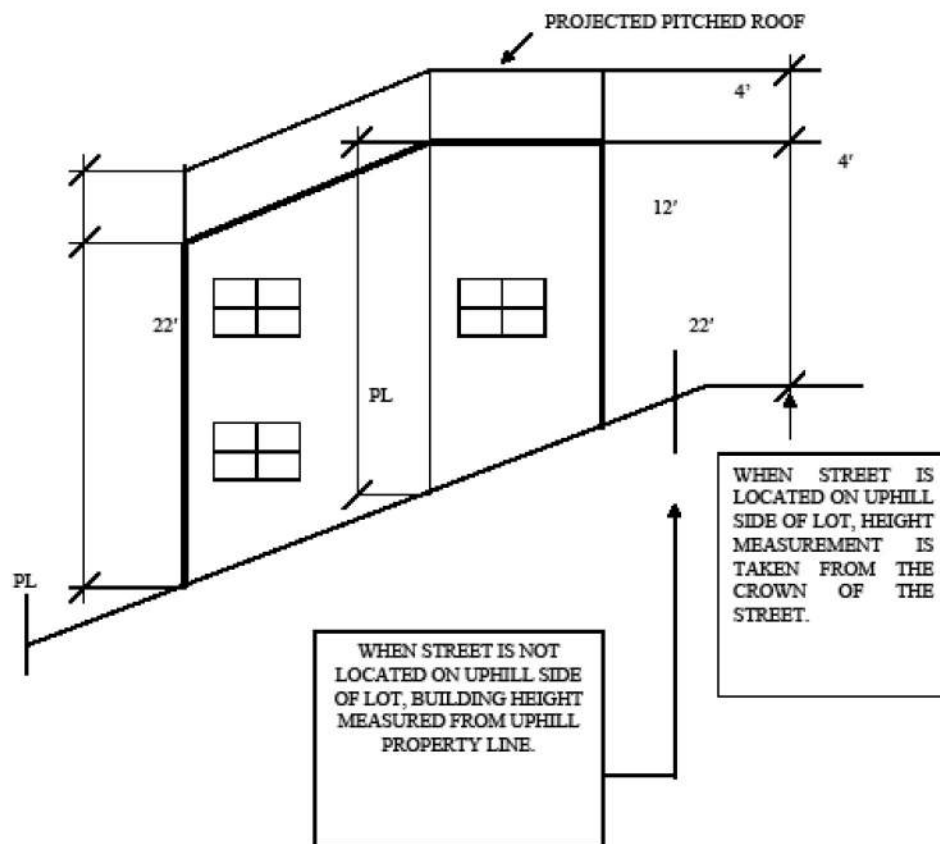 PROJECTED PITCHED ROOF
4'
4'
12'
22'
22'
PL
PL
WHEN STREET IS
LOCATED ON UPHILL
SIDE OF LOT, HEIGHT
MEASUREMENT IS
TAKEN FROM THE
CROWN OF THE
STREET.
WHEN STREET IS NOT
LOCATED ON UPHILL SIDE
OF LOT, BUILDING HEIGHT
MEASURED FROM UPHILL
PROPERTY LINE.